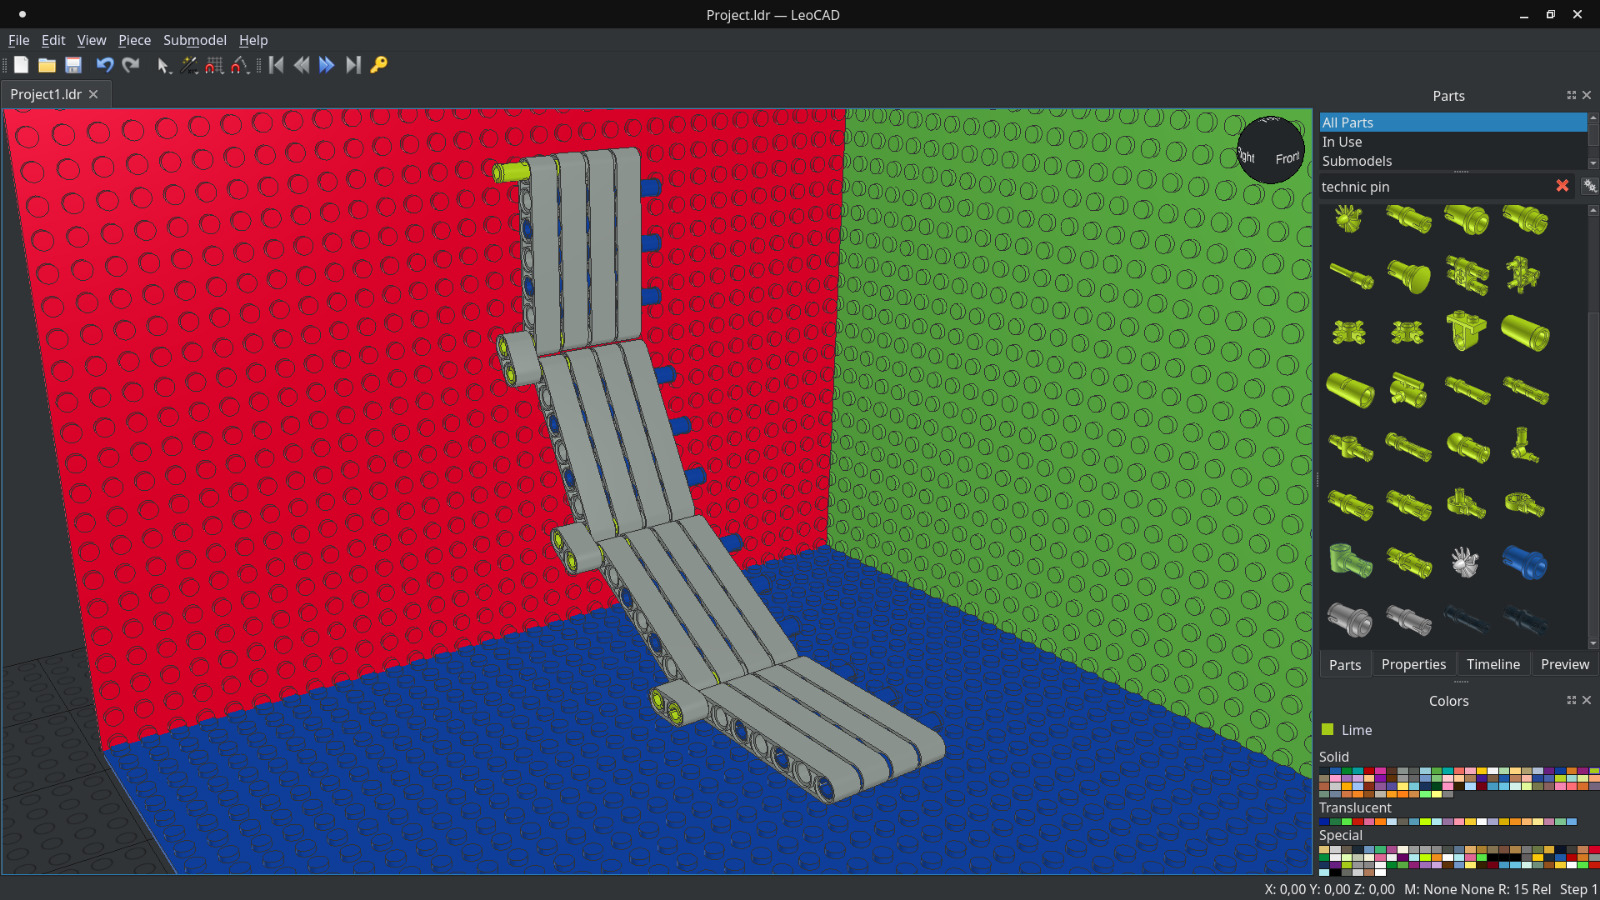 Project.ldr — LeoCAD
File Edit View Piece Submodel Help
Project1.ldr
Parts
All Parts
In Use
Submodels
technic pin
Front
Parts Properties Timeline Preview
Colors
Lime
Solid
Translucent
Special
X: 0,00 Y: 0,00 Z: 0,00 M: None None R: 15 Rel Step 1